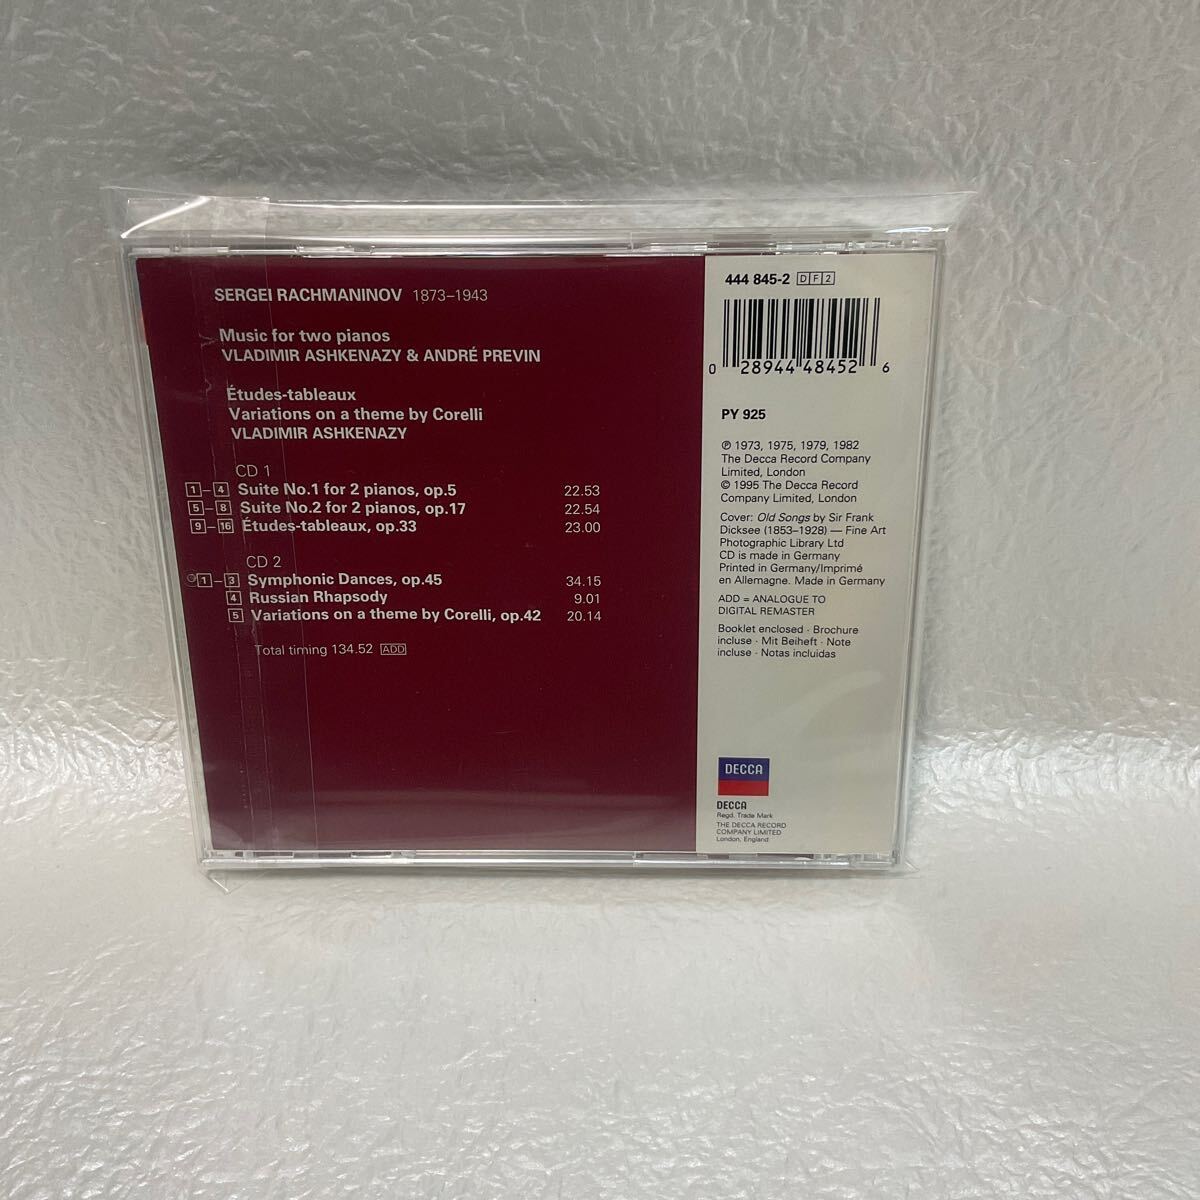 SERGEI RACHMANINOV 1873–1943
Music for two pianos
VLADIMIR ASHKENAZY & ANDRÉ PREVIN
Études-tableaux
Variations on a theme by Corelli
VLADIMIR ASHKENAZY
CD 1
1–4 Suite No.1 for 2 pianos, op.5 22.53
5–8 Suite No.2 for 2 pianos, op.17 22.54
9–16 Études-tableaux, op.33 23.00
CD 2
1–3 Symphonic Dances, op.45 34.15
4 Russian Rhapsody 9.01
5 Variations on a theme by Corelli, op.42 20.14
Total timing 134.52 ADD
444 845-2 D F 2
0 28944 48452 6
PY 925
℗ 1973, 1975, 1979, 1982
The Decca Record Company
Limited, London
© 1995 The Decca Record
Company Limited, London
Cover: Old Songs by Sir Frank
Dicksee (1853–1928) — Fine Art
Photographic Library Ltd
CD is made in Germany
Printed in Germany/Imprimé
en Allemagne. Made in Germany
ADD = ANALOGUE TO
DIGITAL REMASTER
Booklet enclosed · Brochure
incluse · Mit Beiheft · Note
incluse · Notas incluidas
DECCA
DECCA
Regd. Trade Mark
THE DECCA RECORD
COMPANY LIMITED
London, England